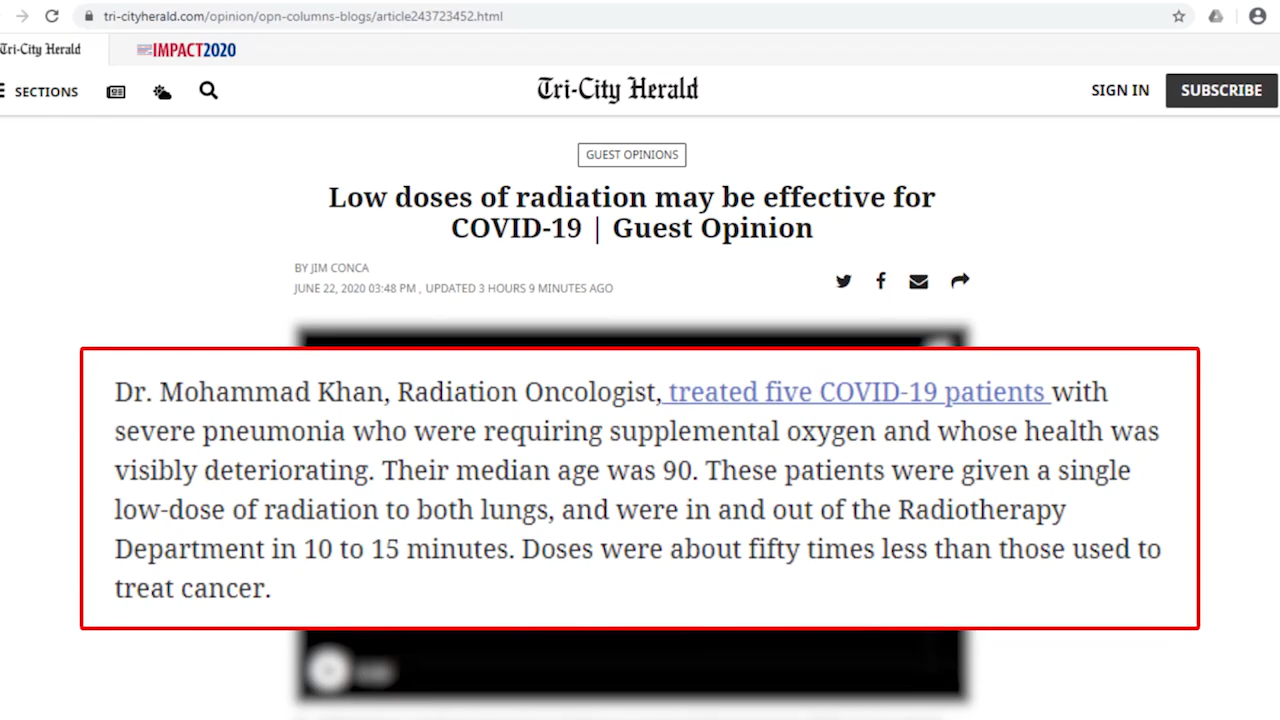 tri-cityherald.com/opinion/opn-columns-blogs/article243723452.html
Tri-City Herald
IMPACT2020
SECTIONS
Tri-City Herald
SIGN IN
SUBSCRIBE
GUEST OPINIONS
Low doses of radiation may be effective for
COVID-19 | Guest Opinion
BY JIM CONCA
JUNE 22, 2020 03:48 PM , UPDATED 3 HOURS 9 MINUTES AGO
Dr. Mohammad Khan, Radiation Oncologist, treated five COVID-19 patients with
severe pneumonia who were requiring supplemental oxygen and whose health was
visibly deteriorating. Their median age was 90. These patients were given a single
low-dose of radiation to both lungs, and were in and out of the Radiotherapy
Department in 10 to 15 minutes. Doses were about fifty times less than those used to
treat cancer.